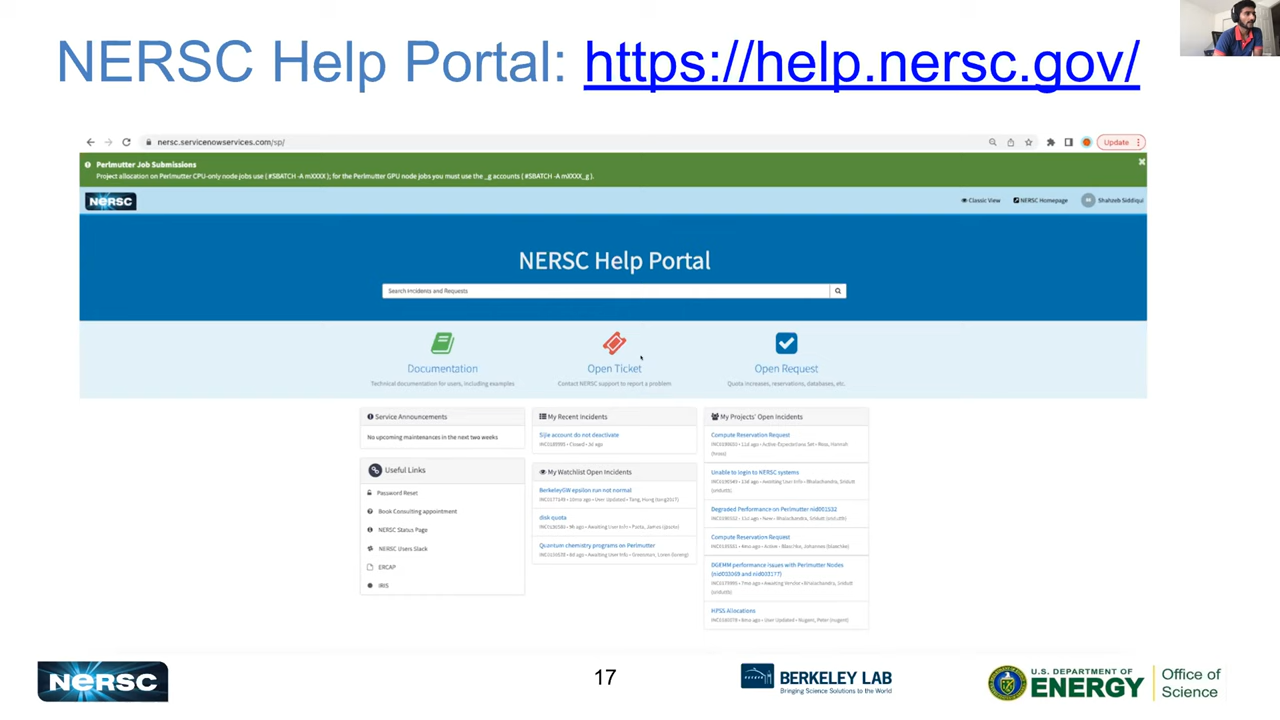 NERSC Help Portal: https://help.nersc.gov/
nersc.servicenowservices.com/sp/
Update
Perlmutter Job Submissions
Project allocation on Perlmutter CPU-only node jobs use ( #SBATCH -A mXXXX ); for the Perlmutter GPU node jobs you must use the _g accounts ( #SBATCH -A mXXXX_g ).
NERSC
Classic View
NERSC Homepage
Shahzeb Siddiqui
NERSC Help Portal
Search Incidents and Requests
Documentation
Technical documentation for users, including examples
Open Ticket
Contact NERSC support to report a problem
Open Request
Quota increases, reservations, databases, etc.
Service Announcements
No upcoming maintenances in the next two weeks
Useful Links
Password Reset
Book Consulting appointment
NERSC Status Page
NERSC Users Slack
ERCAP
IRIS
My Recent Incidents
Sijie account do not deactivate
My Watchlist Open Incidents
BerkeleyGW epsilon run not normal
disk quota
Quantum chemistry programs on Perlmutter
My Projects' Open Incidents
Compute Reservation Request
Unable to login to NERSC systems
Degraded Performance on Perlmutter nid001532
Compute Reservation Request
DGEMM performance issues with Perlmutter Nodes
HPSS Allocations
NERSC
17
BERKELEY LAB
Bringing Science Solutions to the World
U.S. DEPARTMENT OF
ENERGY
Office of
Science